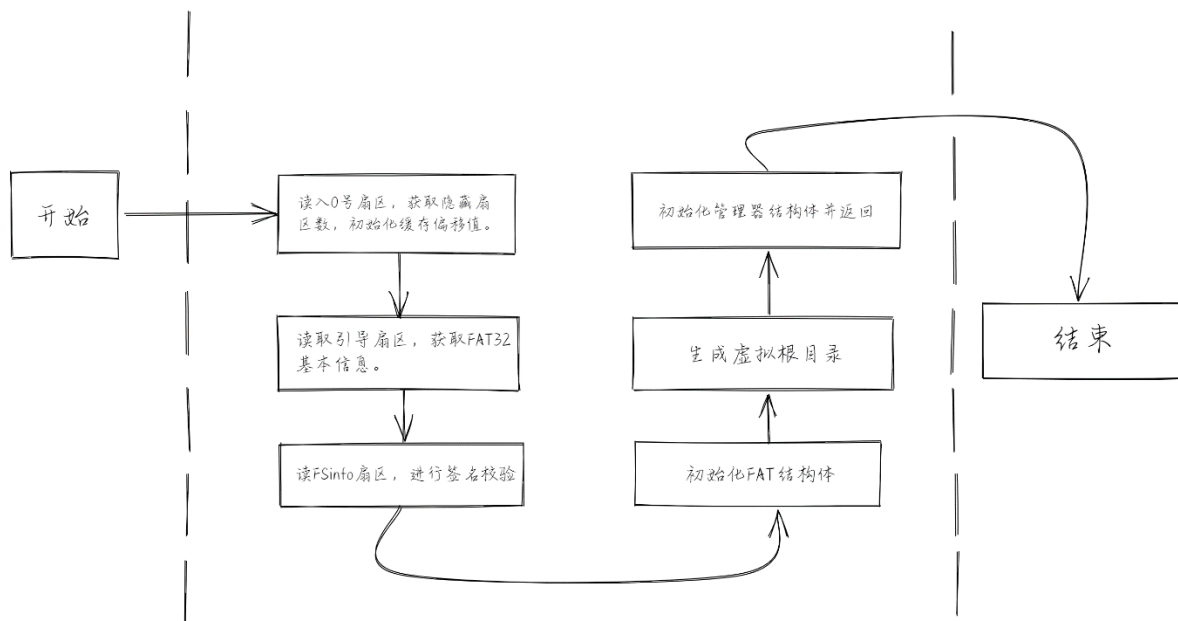 开始
读入0号扇区，获取隐藏扇
区数，初始化缓存偏移值。
读取引导扇区，获取FAT32
基本信息。
读FSinfo扇区，进行签名校验
初始化FAT结构体
生成虚拟根目录
初始化管理器结构体并返回
结束